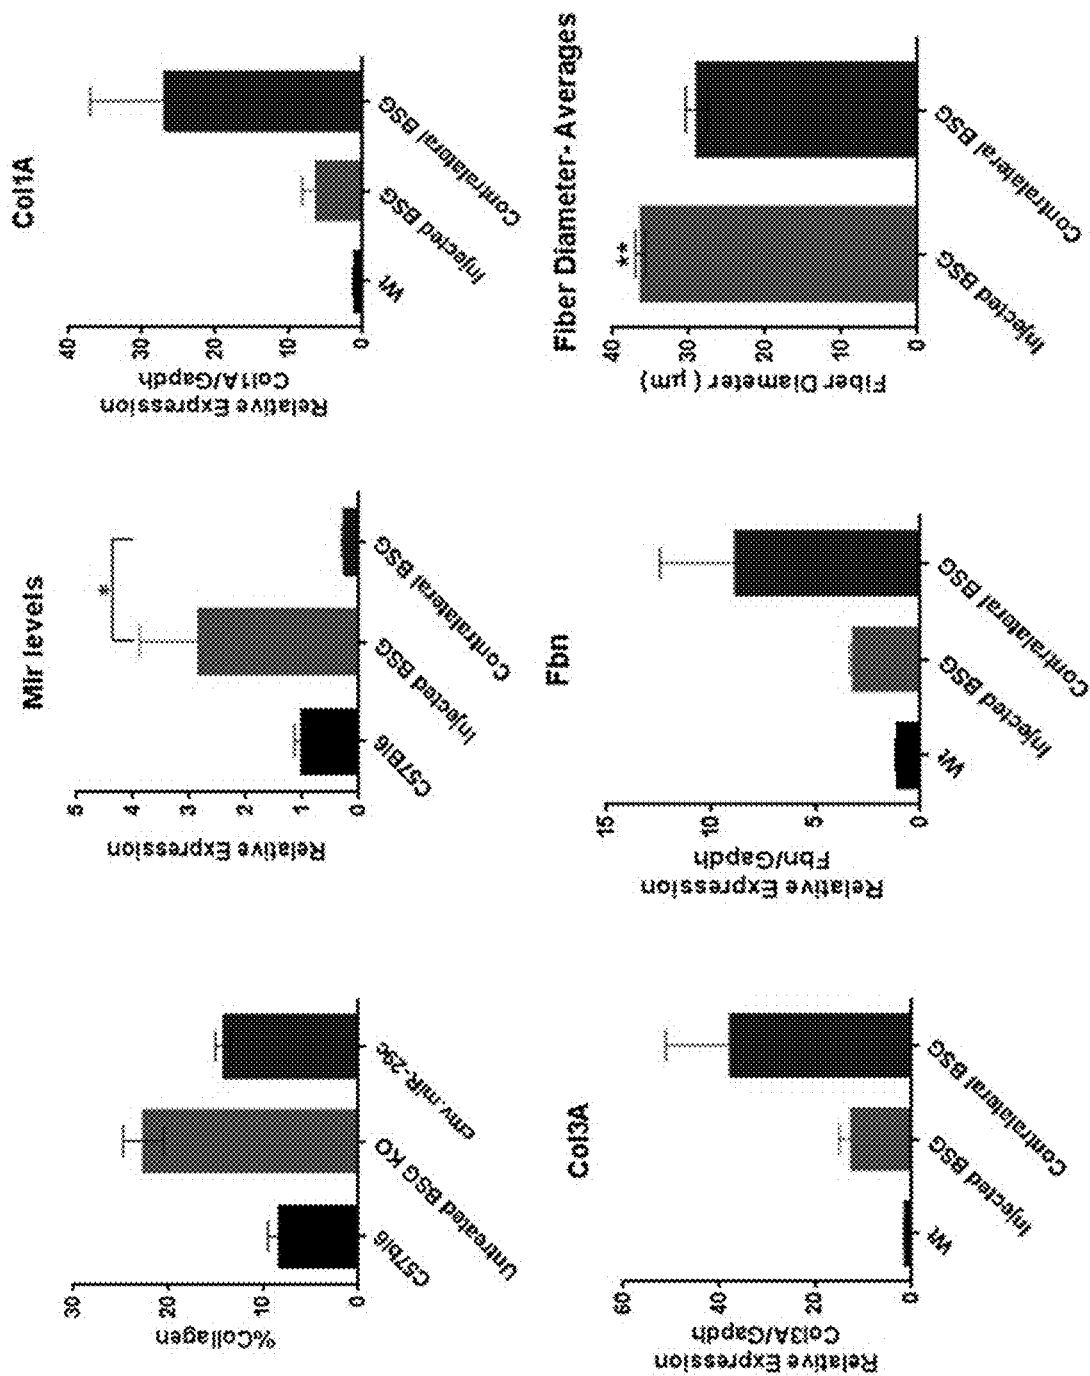 %Collagen
30
20
10
0
C57bl6
Untreated BSG KO
cmv-miR-29c
Mir levels
Relative Expression
5
4
3
2
1
0
*
C57Bl6
Injected BSG
Contralateral BSG
Col1A
Relative Expression
Col1A/Gapdh
40
30
20
10
0
Wt
Injected BSG
Contralateral BSG
Col3A
Relative Expression
Col3A/Gapdh
60
40
20
0
Wt
Injected BSG
Contralateral BSG
Fbn
Relative Expression
Fbn/Gapdh
15
10
5
0
Wt
Injected BSG
Contralateral BSG
Fiber Diameter- Averages
Fiber Diameter ( µm)
40
30
20
10
0
**
Injected BSG
Contralateral BSG